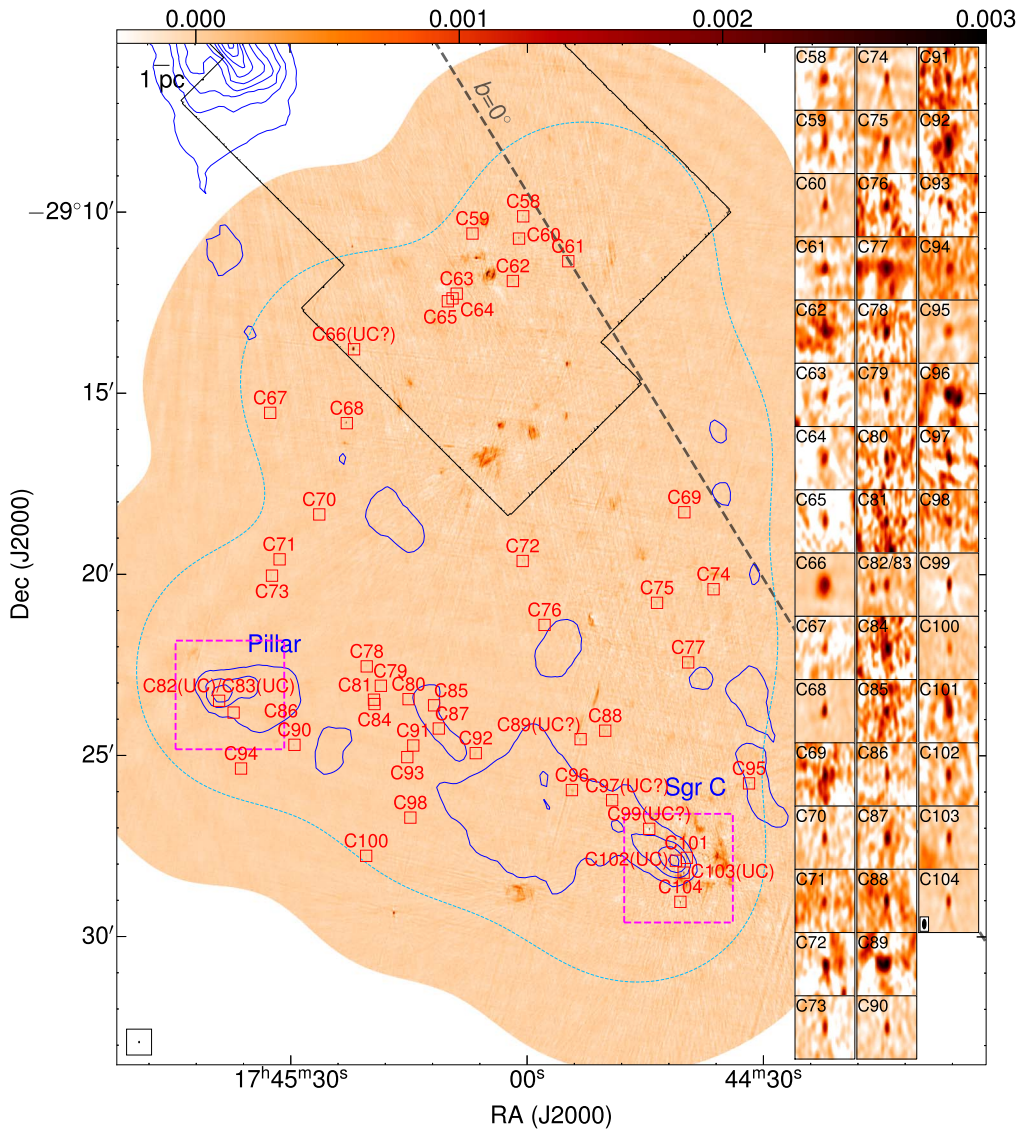 0.000 0.001 0.002 0.003
1 pc
b=0°
C58 C74 C91
C59 C75 C92
C60 C76 C93
C61 C77 C94
C62 C78 C95
C63 C79 C96
C64 C80 C97
C65 C81 C98
C66 C82/83 C99
C67 C84 C100
C68 C85 C101
C69 C86 C102
C70 C87 C103
C71 C88 C104
C72 C89
C73 C90
−29°10′
15′
20′
25′
30′
Dec (J2000)
C58
C59
C60
C61
C62
C63
C64
C65
C66(UC?)
C67
C68
C69
C70
C71
C72
C73
C74
C75
C76
C77
Pillar
C78
C79
C82(UC)/C83(UC)
C81
C80
C85
C84
C86
C87
C88
C89(UC?)
C90
C91
C92
C94
C93
C95
C96
C97(UC?)
Sgr C
C98
C99(UC?)
C100
C101
C102(UC)
C103(UC)
C104
17ʰ45ᵐ30ˢ 00ˢ 44ᵐ30ˢ
RA (J2000)